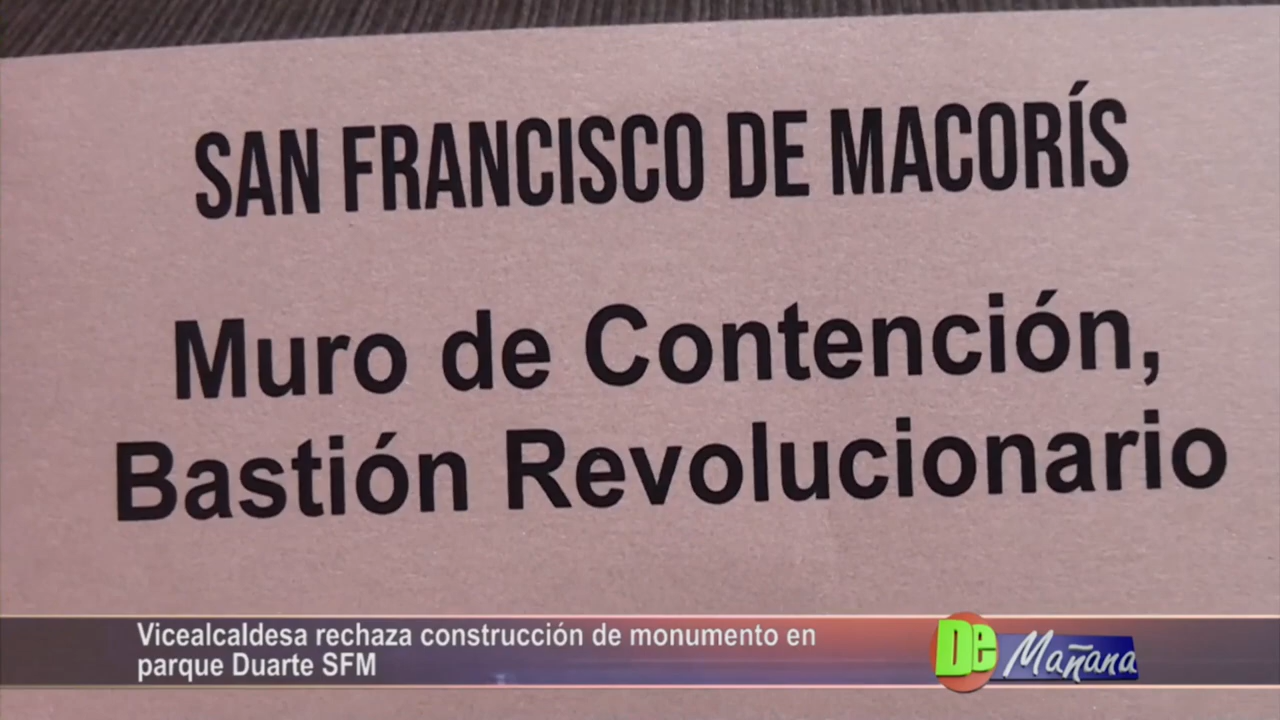 SAN FRANCISCO DE MACORÍS
Muro de Contención,
Bastión Revolucionario
Vicealcaldesa rechaza construcción de monumento en
parque Duarte SFM
De Mañana